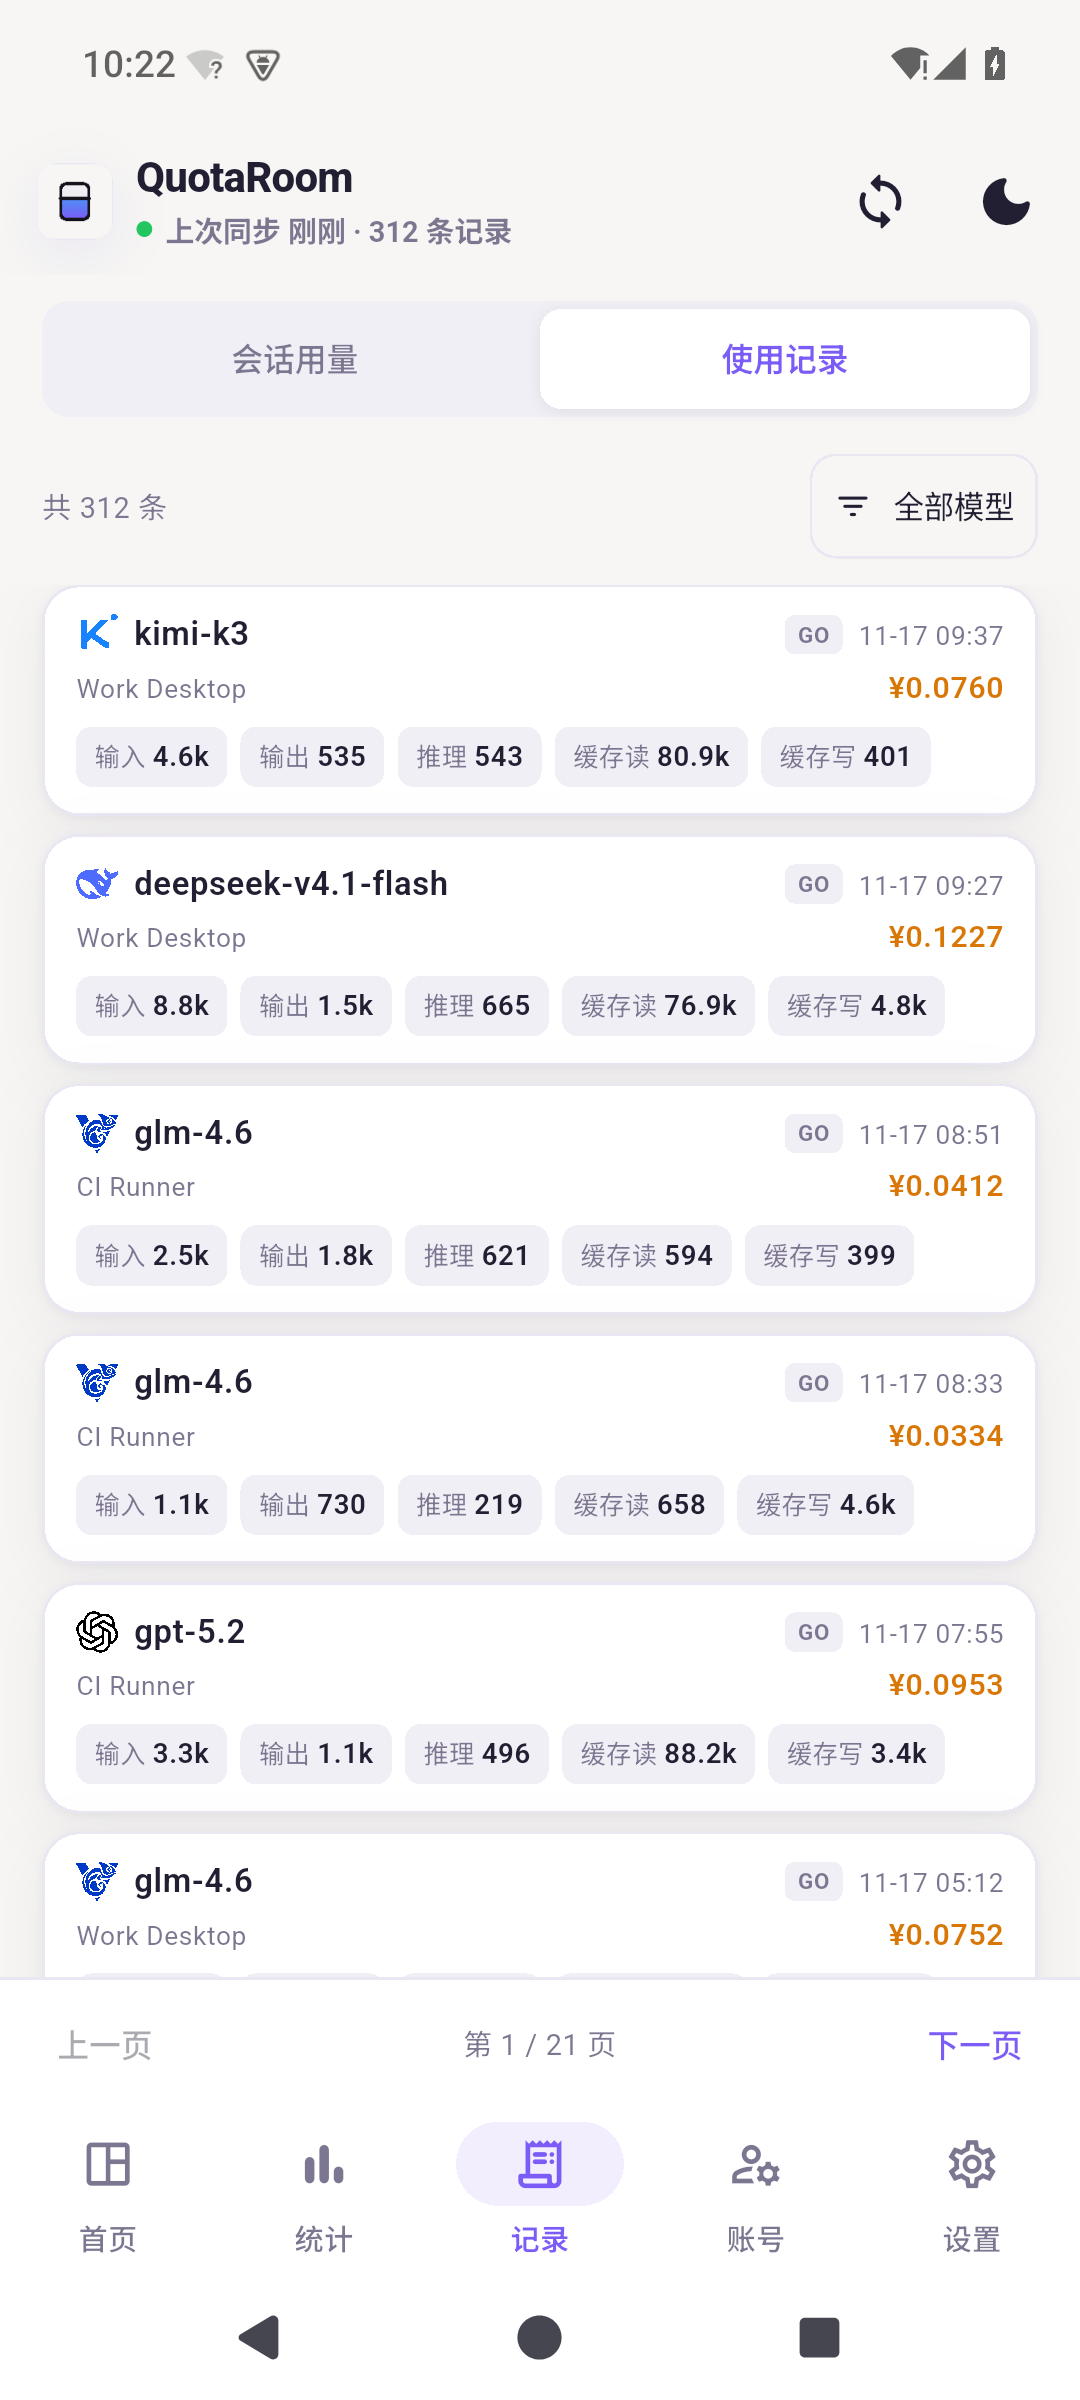 10:22
QuotaRoom
上次同步 刚刚 · 312 条记录
会话用量 使用记录
共 312 条 全部模型
kimi-k3 GO 11-17 09:37
Work Desktop ¥0.0760
输入 4.6k 输出 535 推理 543 缓存读 80.9k 缓存写 401
deepseek-v4.1-flash GO 11-17 09:27
Work Desktop ¥0.1227
输入 8.8k 输出 1.5k 推理 665 缓存读 76.9k 缓存写 4.8k
glm-4.6 GO 11-17 08:51
CI Runner ¥0.0412
输入 2.5k 输出 1.8k 推理 621 缓存读 594 缓存写 399
glm-4.6 GO 11-17 08:33
CI Runner ¥0.0334
输入 1.1k 输出 730 推理 219 缓存读 658 缓存写 4.6k
gpt-5.2 GO 11-17 07:55
CI Runner ¥0.0953
输入 3.3k 输出 1.1k 推理 496 缓存读 88.2k 缓存写 3.4k
glm-4.6 GO 11-17 05:12
Work Desktop ¥0.0752
上一页 第 1 / 21 页 下一页
首页 统计 记录 账号 设置